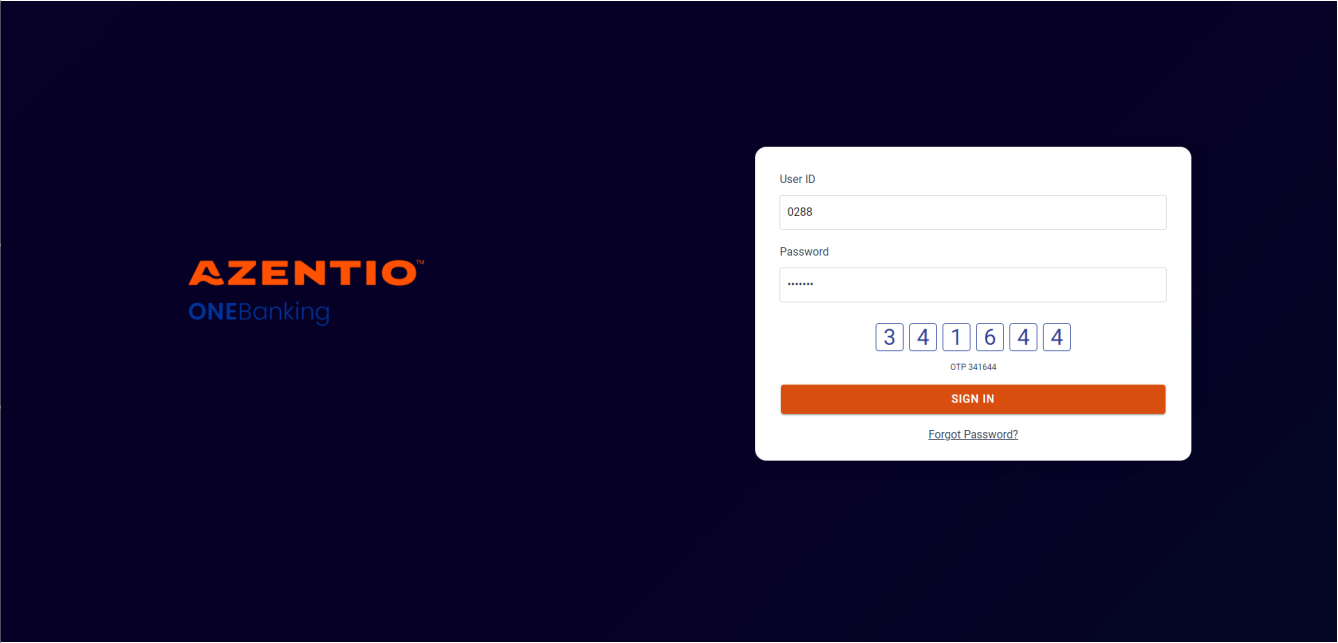 AZENTIO™
ONEBanking
User ID
0288
Password
•••••••
3 4 1 6 4 4
OTP 341644
SIGN IN
Forgot Password?